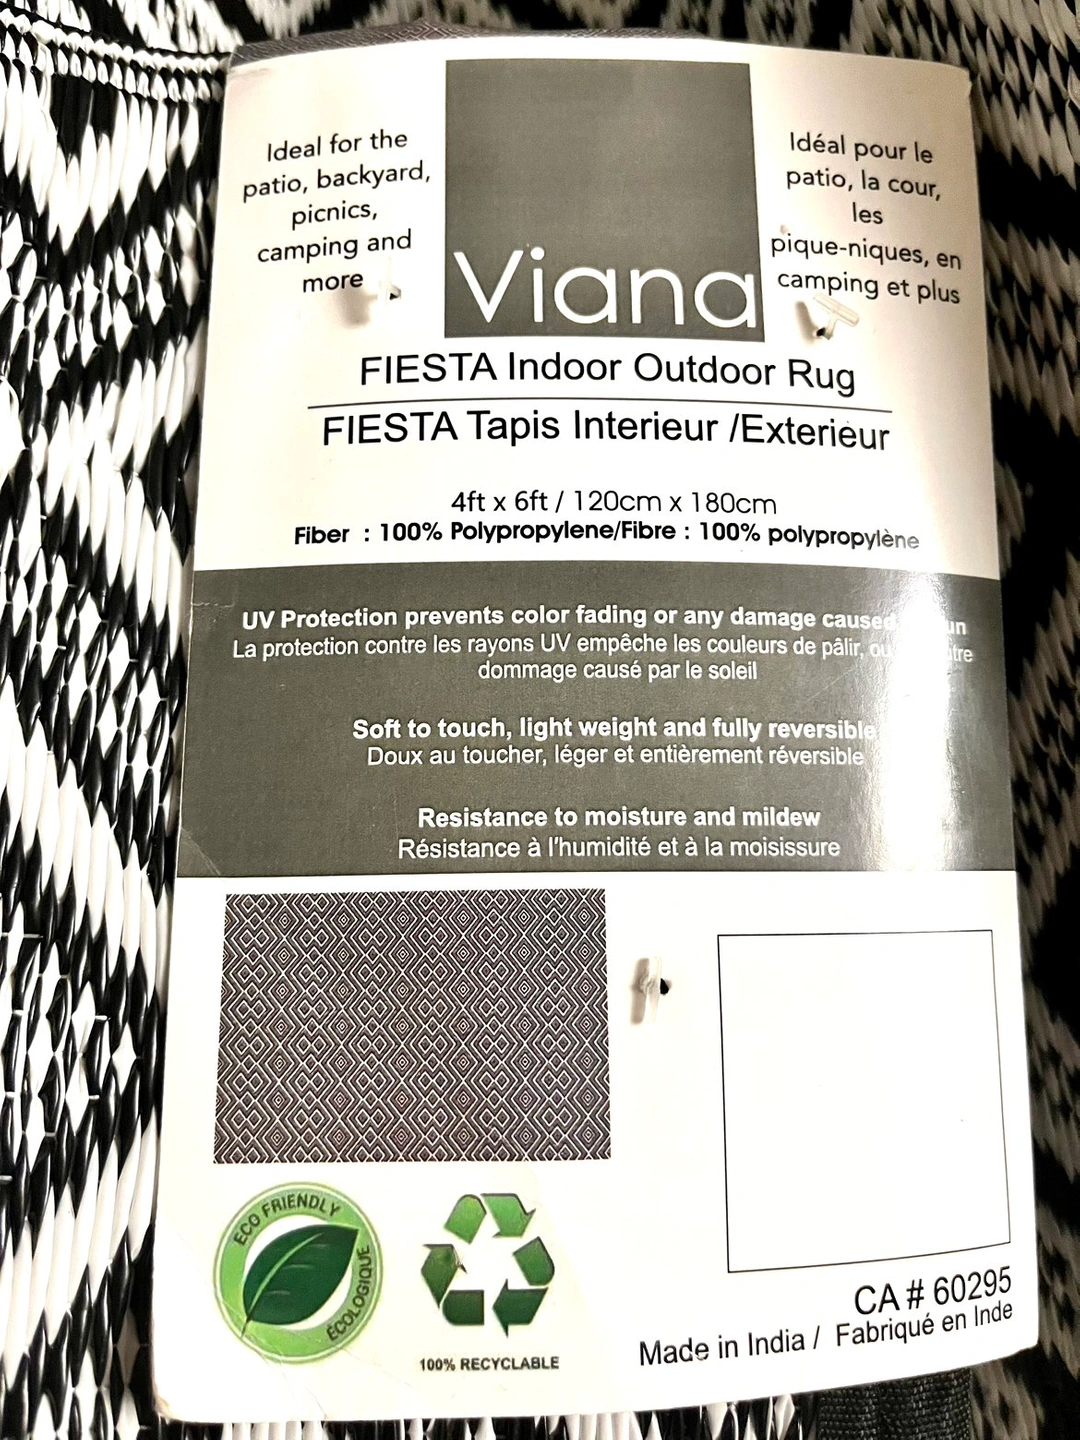 Ideal for the
patio, backyard,
picnics,
camping and
more
Viana
Idéal pour le
patio, la cour,
les
pique-niques, en
camping et plus
FIESTA Indoor Outdoor Rug
FIESTA Tapis Interieur /Exterieur
4ft x 6ft / 120cm x 180cm
Fiber : 100% Polypropylene/Fibre : 100% polypropylène
UV Protection prevents color fading or any damage caused
La protection contre les rayons UV empêche les couleurs de pâlir,
dommage causé par le soleil
Soft to touch, light weight and fully reversible
Doux au toucher, léger et entièrement réversible
Resistance to moisture and mildew
Résistance à l'humidité et à la moisissure
ECO FRIENDLY
ÉCOLOGIQUE
100% RECYCLABLE
CA # 60295
Made in India / Fabriqué en Inde